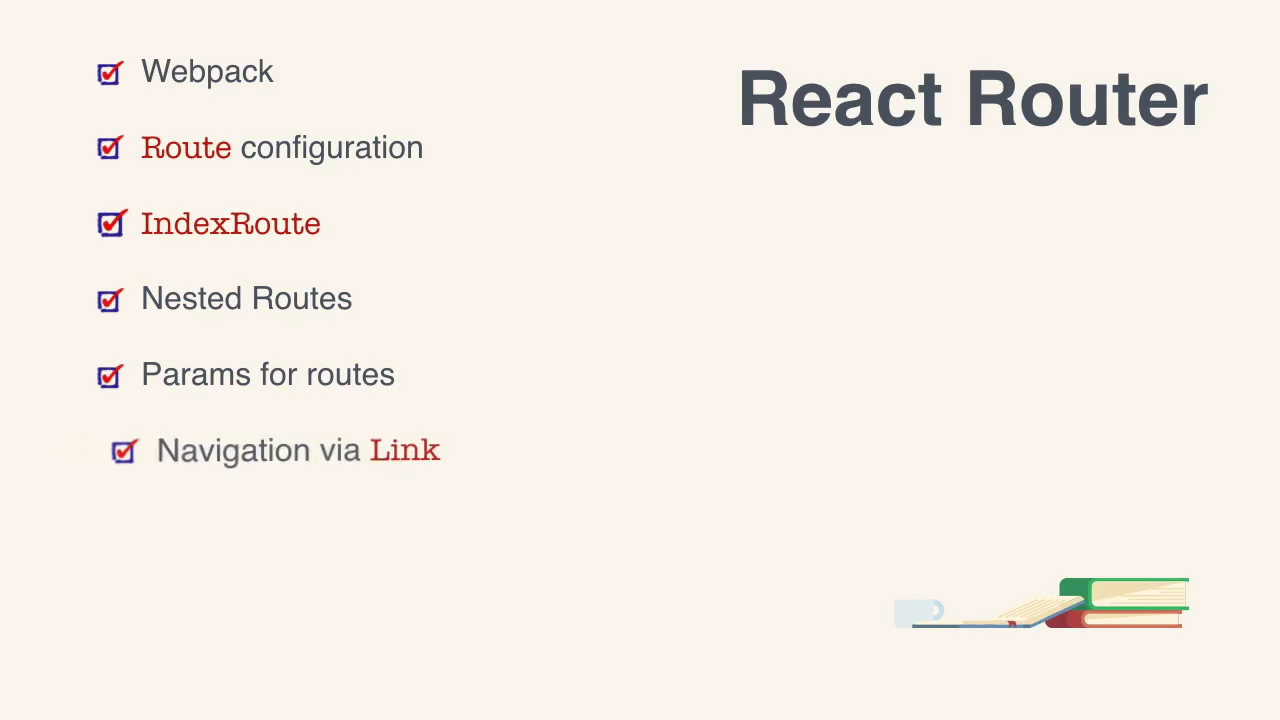 React Router
Webpack
Route configuration
IndexRoute
Nested Routes
Params for routes
Navigation via Link